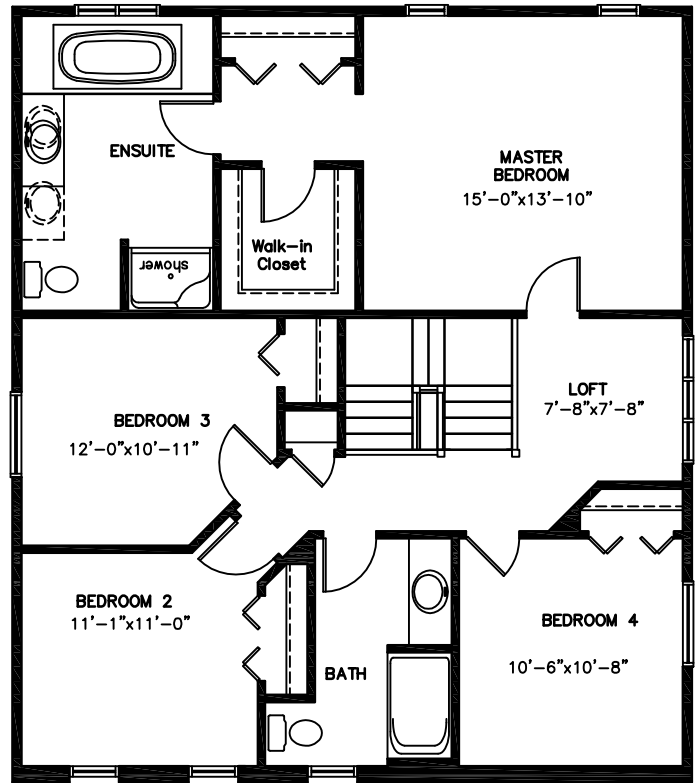 ENSUITE
MASTER
BEDROOM
15'-0"x13'-10"
Walk-in
Closet
shower
LOFT
7'-8"x7'-8"
BEDROOM 3
12'-0"x10'-11"
BEDROOM 2
11'-1"x11'-0"
BATH
BEDROOM 4
10'-6"x10'-8"